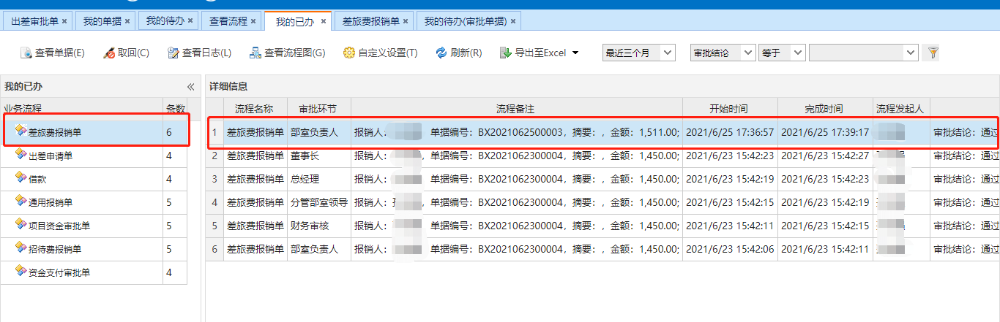 出差审批单 × 我的单据 × 我的待办 × 查看流程 × 我的已办 × 差旅费报销单 × 我的待办(审批单据) ×
查看单据(E) 取回(C) 查看日志(L) 查看流程图(G) 自定义设置(T) 刷新(R) 导出至Excel 最近三个月 审批结论 等于
我的已办 «
业务流程 条数
差旅费报销单 6
出差申请单 4
借款 4
通用报销单 5
项目资金审批单 5
招待费报销单 5
资金支付审批单 4
详细信息
流程名称 审批环节 流程备注 开始时间 完成时间 流程发起人
1 差旅费报销单 部室负责人 报销人: 单据编号: BX2021062500003, 摘要: , 金额: 1,511.00; 2021/6/25 17:36:57 2021/6/25 17:39:17 审批结论: 通过
2 差旅费报销单 董事长 报销人: 单据编号: BX2021062300004, 摘要: , 金额: 1,450.00; 2021/6/23 15:42:23 2021/6/23 15:42:27 审批结论: 通过
3 差旅费报销单 总经理 报销人: 单据编号: BX2021062300004, 摘要: , 金额: 1,450.00; 2021/6/23 15:42:19 2021/6/23 15:42:23 审批结论: 通过
4 差旅费报销单 分管部室领导 报销人: , 单据编号: BX2021062300004, 摘要: , 金额: 1,450.00; 2021/6/23 15:42:15 2021/6/23 15:42:19 审批结论: 通过
5 差旅费报销单 财务审核 报销人: 单据编号: BX2021062300004, 摘要: , 金额: 1,450.00; 2021/6/23 15:42:11 2021/6/23 15:42:15 审批结论: 通过
6 差旅费报销单 部室负责人 报销人: 单据编号: BX2021062300004, 摘要: , 金额: 1,450.00; 2021/6/23 15:42:06 2021/6/23 15:42:11 审批结论: 通过